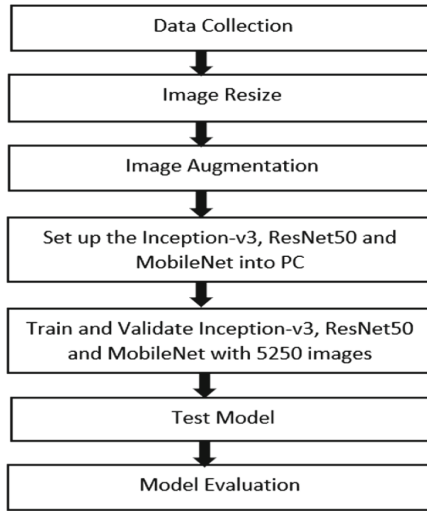 Data Collection
Image Resize
Image Augmentation
Set up the Inception-v3, ResNet50 and
MobileNet into PC
Train and Validate Inception-v3, ResNet50
and MobileNet with 5250 images
Test Model
Model Evaluation